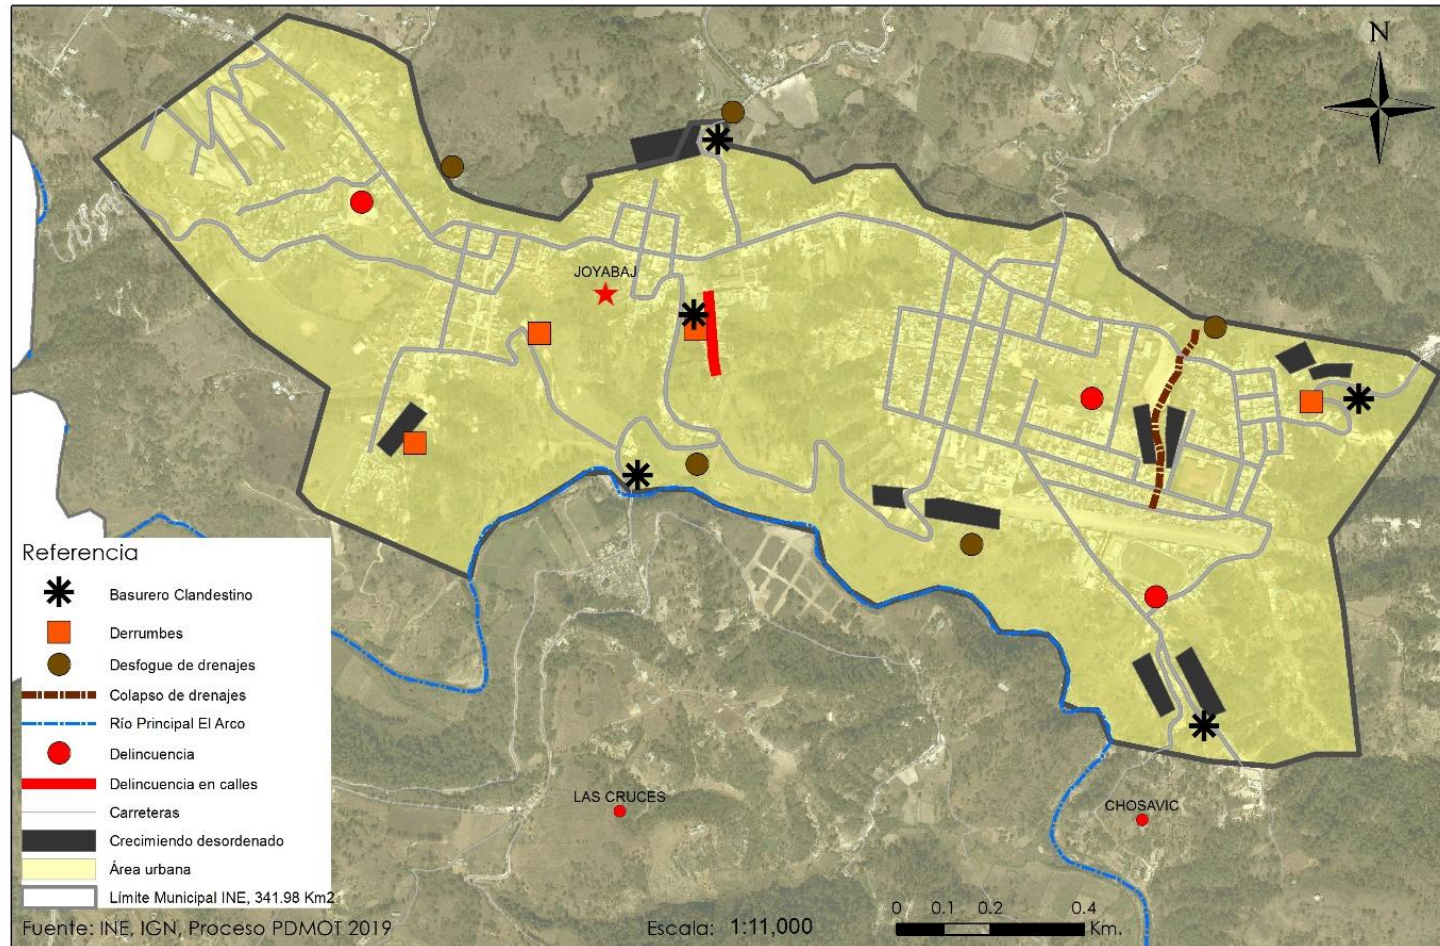 N
JOYABAJ
LAS CRUCES
CHOSAVIC
Referencia
Basurero Clandestino
Derrumbes
Desfogue de drenajes
Colapso de drenajes
Río Principal El Arco
Delincuencia
Delincuencia en calles
Carreteras
Crecimiendo desordenado
Área urbana
Límite Municipal INE, 341.98 Km2
Fuente: INE, IGN, Proceso PDMOT 2019
Escala: 1:11,000
0 0.1 0.2 0.4
Km.